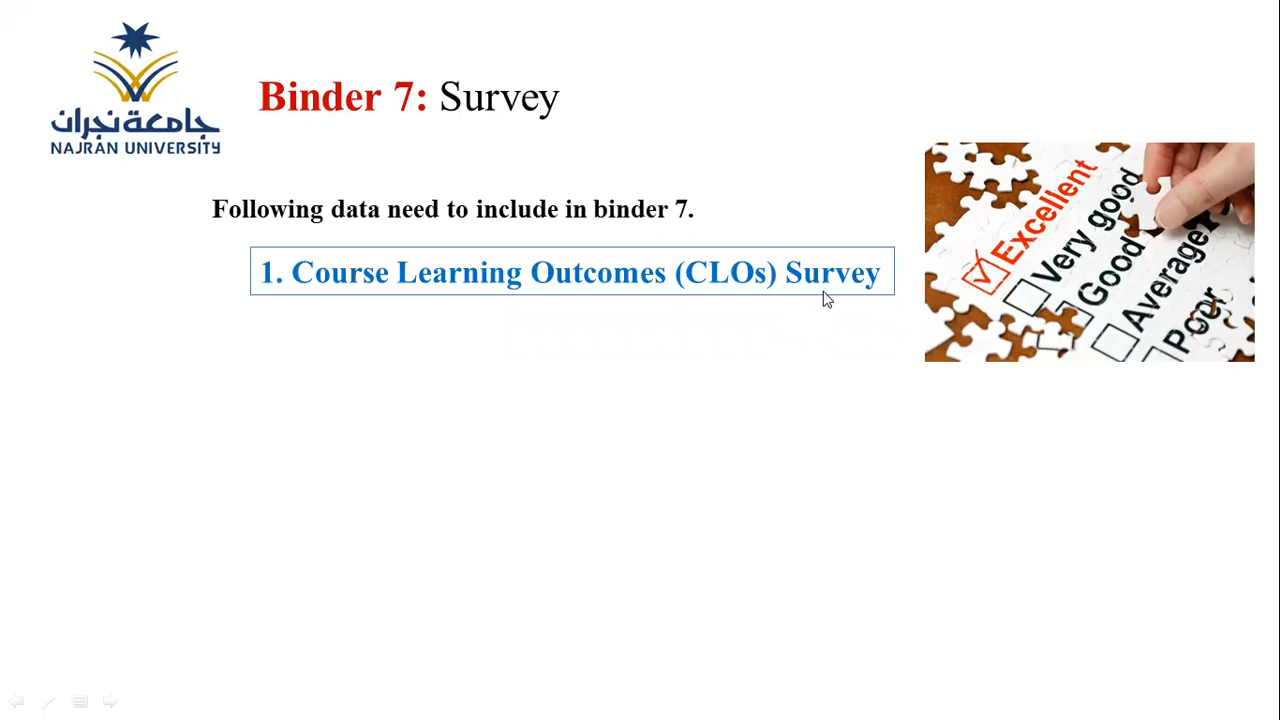 جامعة نجران
NAJRAN UNIVERSITY
Binder 7: Survey
Following data need to include in binder 7.
1. Course Learning Outcomes (CLOs) Survey
Excellent
Very good
Good
Average
Poor